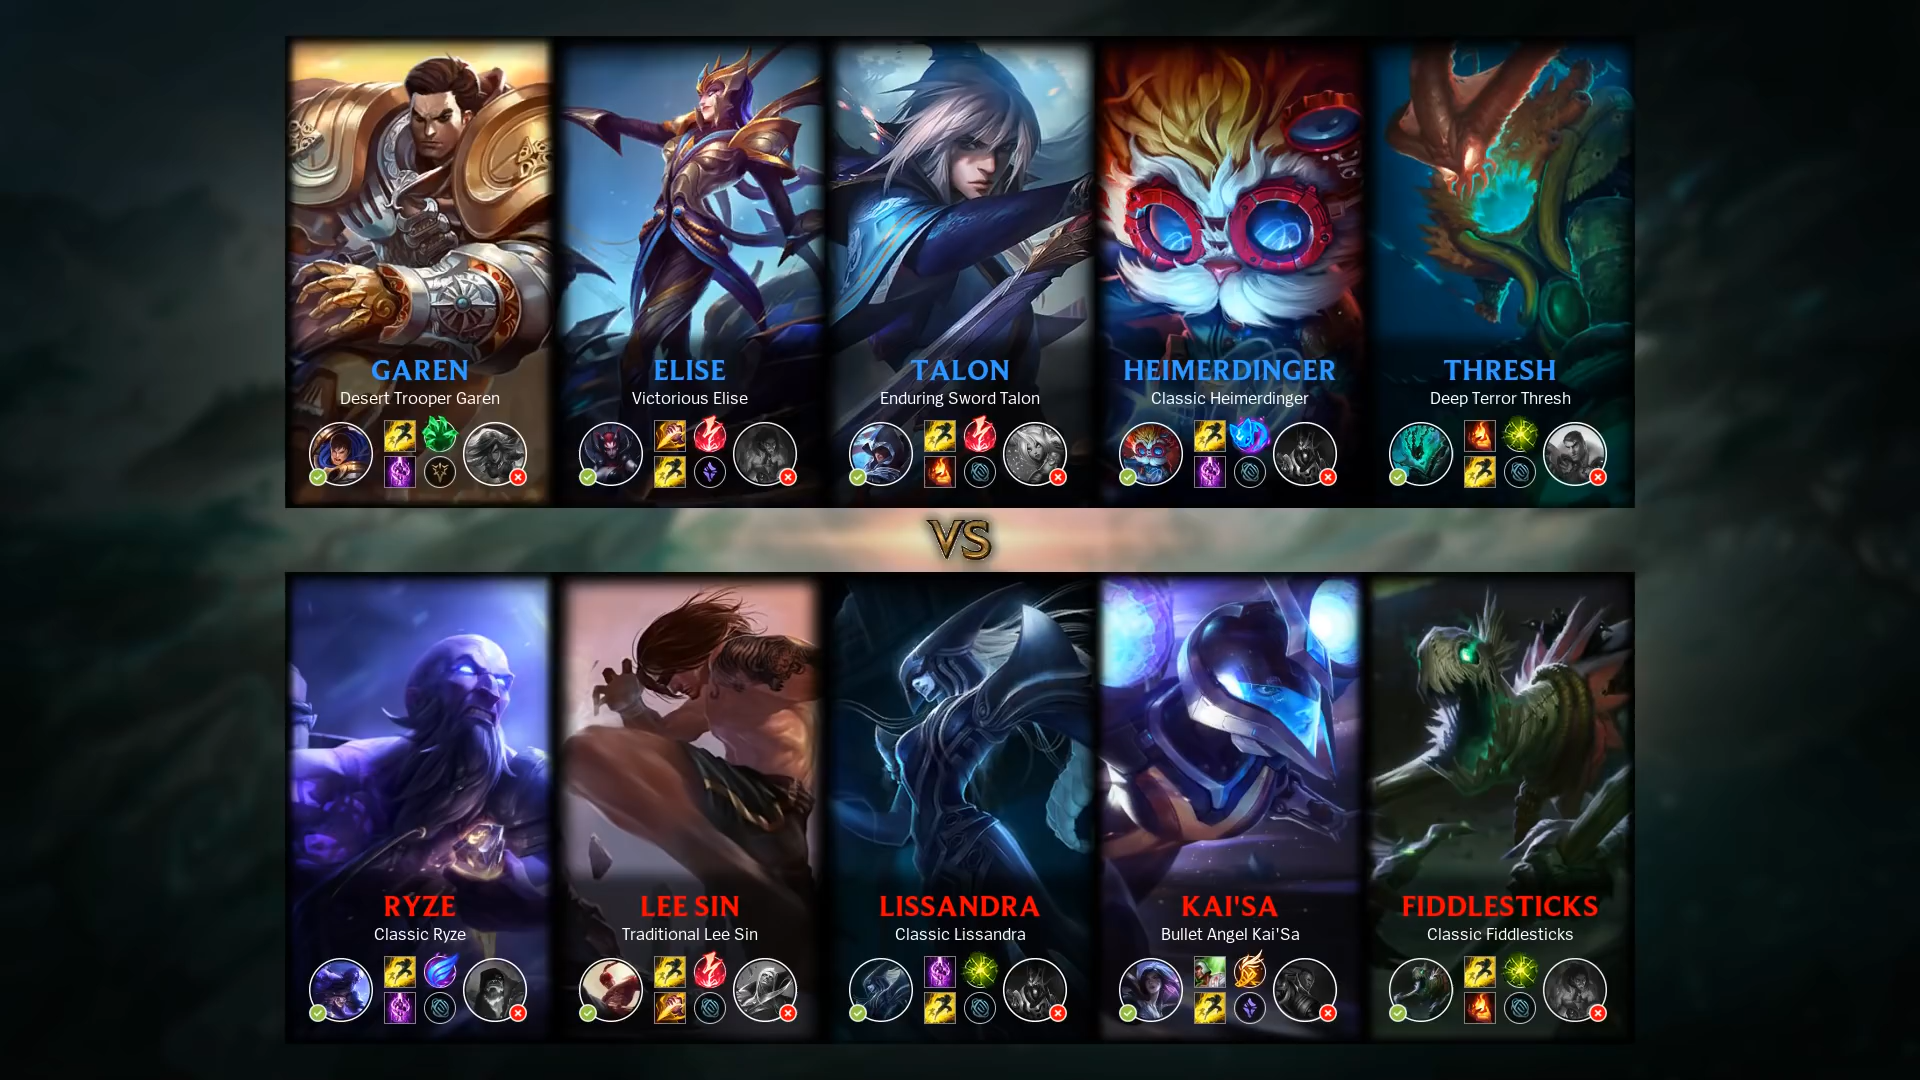 GAREN
Desert Trooper Garen
ELISE
Victorious Elise
TALON
Enduring Sword Talon
HEIMERDINGER
Classic Heimerdinger
THRESH
Deep Terror Thresh
VS
RYZE
Classic Ryze
LEE SIN
Traditional Lee Sin
LISSANDRA
Classic Lissandra
KAI'SA
Bullet Angel Kai'Sa
FIDDLESTICKS
Classic Fiddlesticks